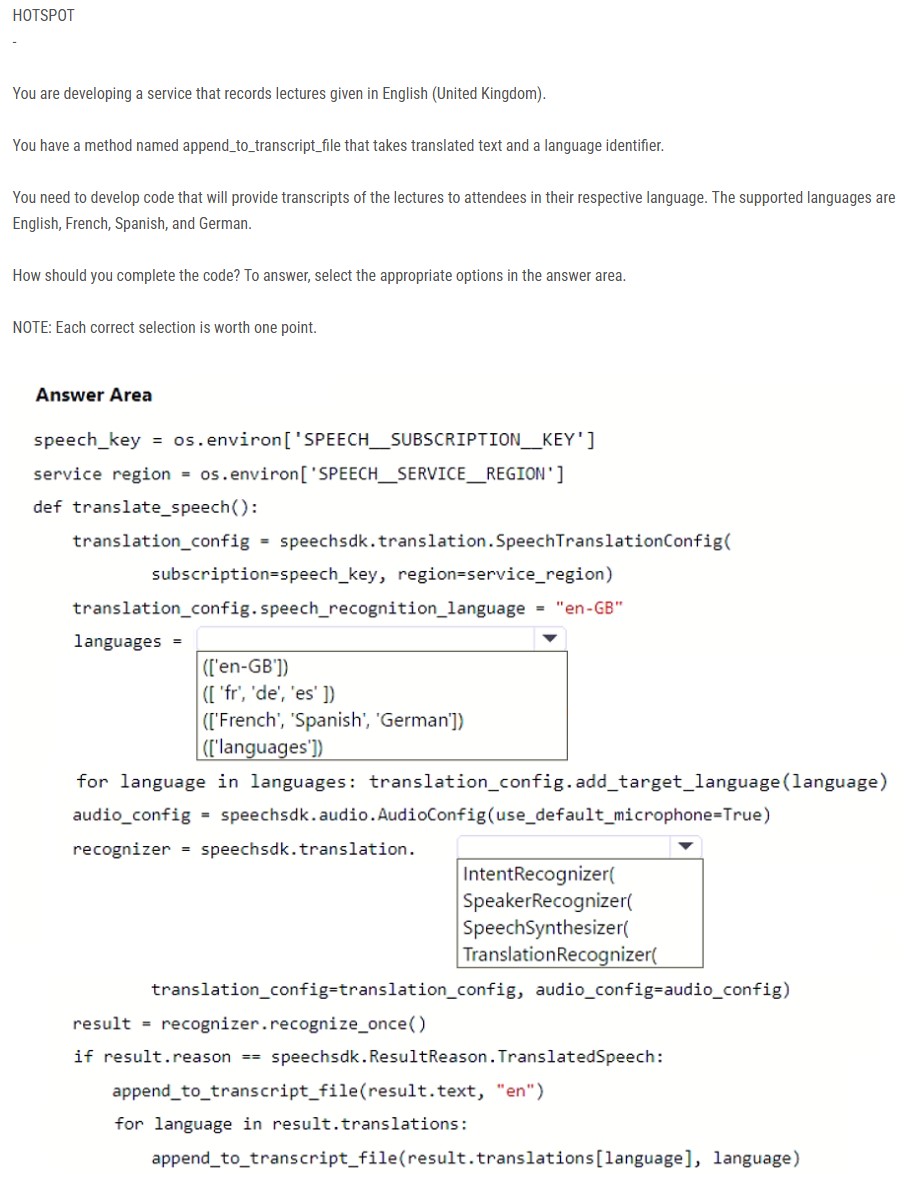 HOTSPOT
-
You are developing a service that records lectures given in English (United Kingdom).
You have a method named append_to_transcript_file that takes translated text and a language identifier.
You need to develop code that will provide transcripts of the lectures to attendees in their respective language. The supported languages are
English, French, Spanish, and German.
How should you complete the code? To answer, select the appropriate options in the answer area.
NOTE: Each correct selection is worth one point.
Answer Area
speech_key = os.environ['SPEECH__SUBSCRIPTION__KEY']
service region = os.environ['SPEECH__SERVICE__REGION']
def translate_speech():
translation_config = speechsdk.translation.SpeechTranslationConfig(
subscription=speech_key, region=service_region)
translation_config.speech_recognition_language = "en-GB"
languages =
(['en-GB'])
([ 'fr', 'de', 'es' ])
(['French', 'Spanish', 'German'])
(['languages'])
for language in languages: translation_config.add_target_language(language)
audio_config = speechsdk.audio.AudioConfig(use_default_microphone=True)
recognizer = speechsdk.translation.
IntentRecognizer(
SpeakerRecognizer(
SpeechSynthesizer(
TranslationRecognizer(
translation_config=translation_config, audio_config=audio_config)
result = recognizer.recognize_once()
if result.reason == speechsdk.ResultReason.TranslatedSpeech:
append_to_transcript_file(result.text, "en")
for language in result.translations:
append_to_transcript_file(result.translations[language], language)